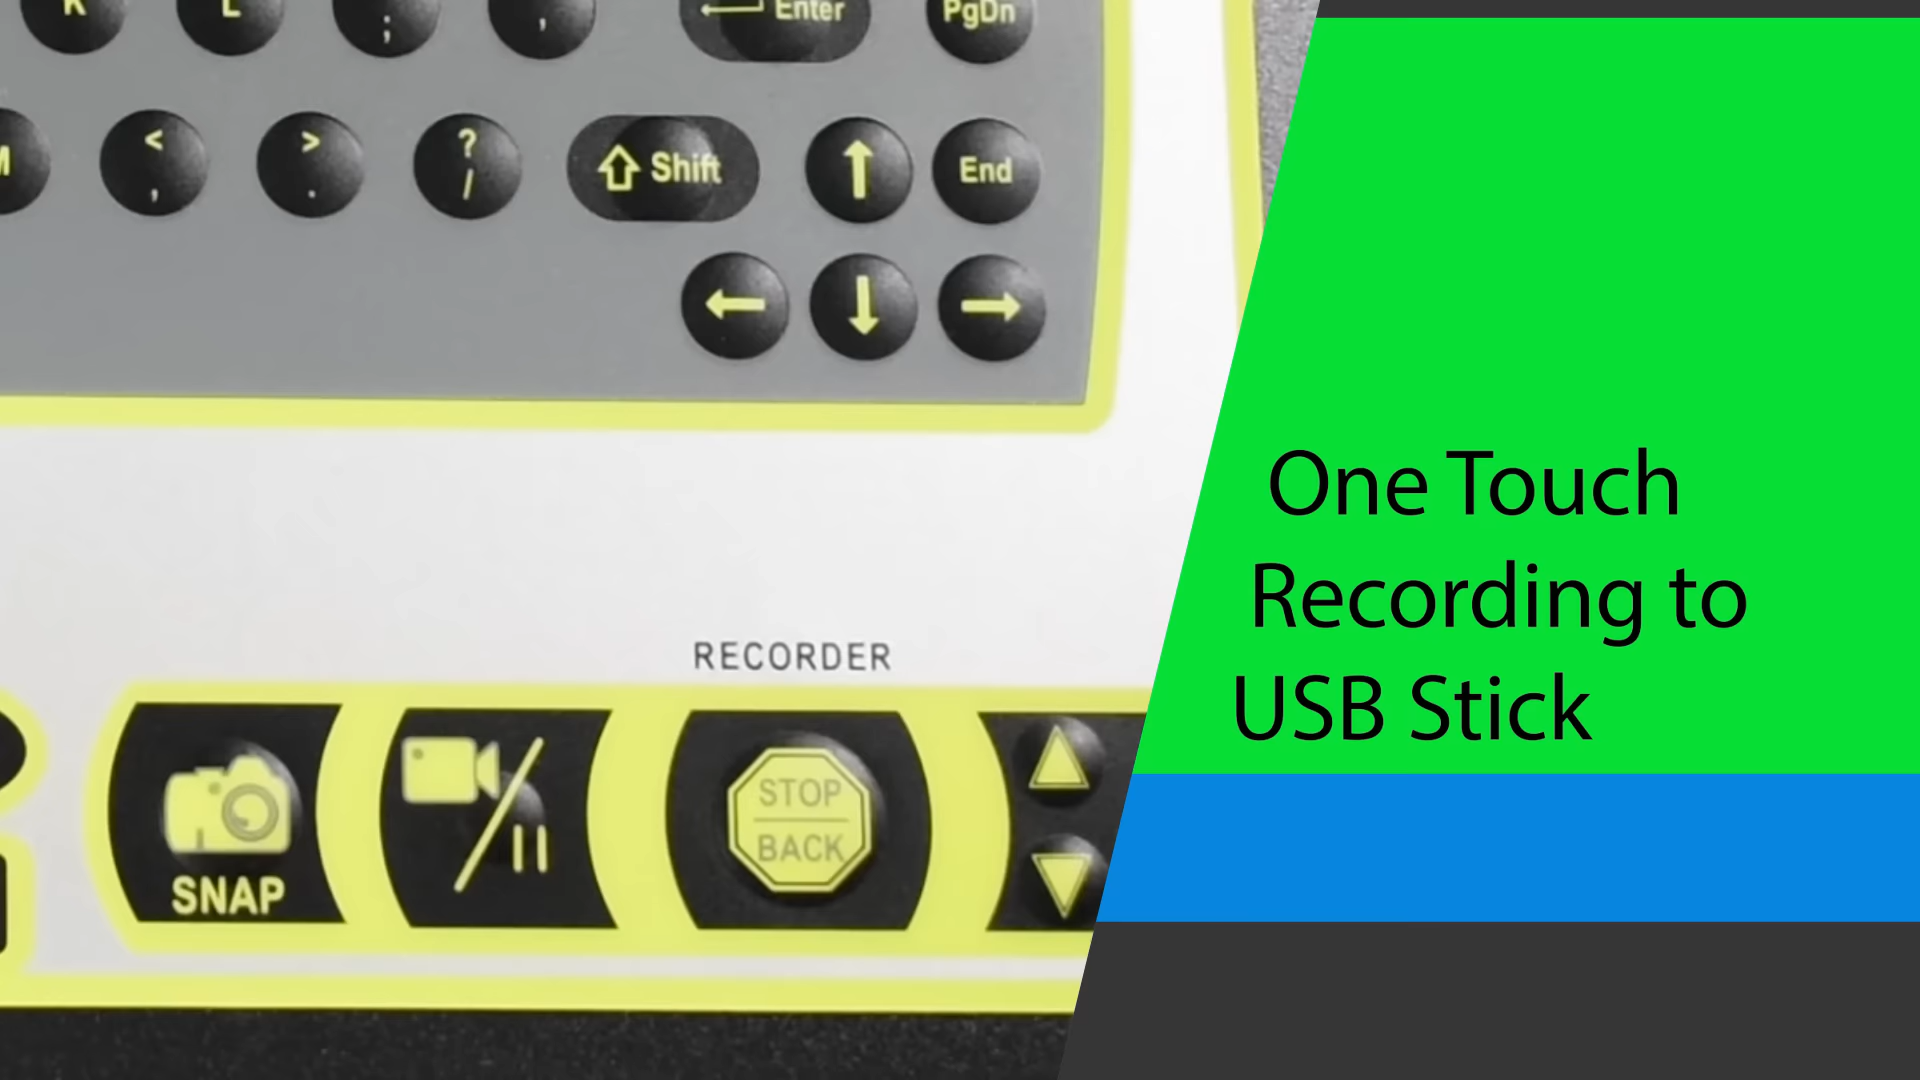 K L ; , Enter PgDn
M < , > . ? / Shift End
One Touch
Recording to
USB Stick
RECORDER
STOP
BACK
SNAP